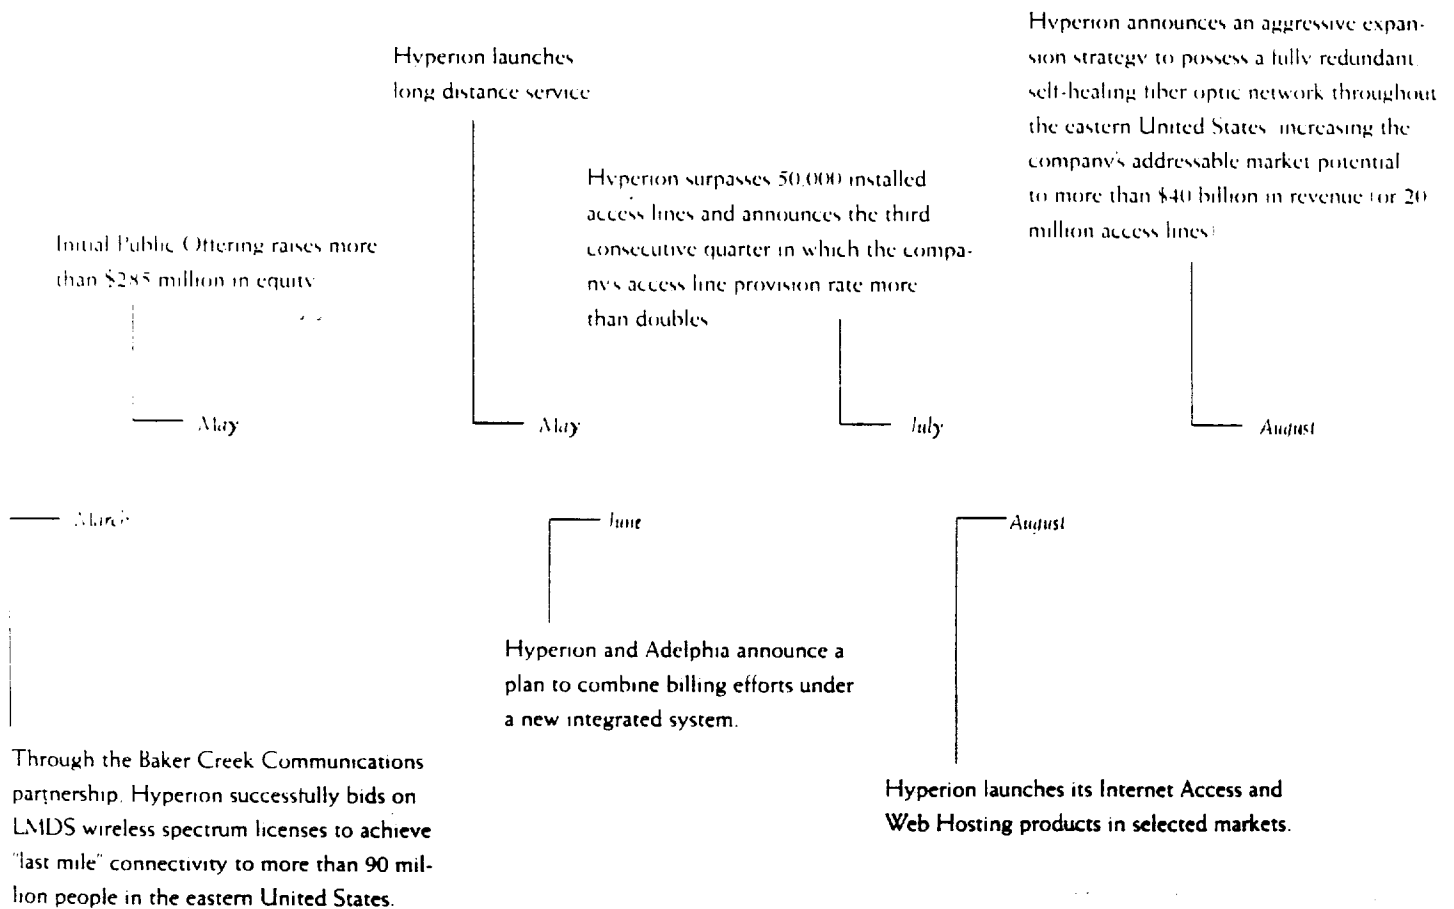 Hyperion announces an aggressive expan-
sion strategy to possess a fully redundant,
self-healing fiber optic network throughout
the eastern United States, increasing the
company's addressable market potential
to more than $40 billion in revenue (or 20
million access lines)
Hyperion launches
long distance service
Hyperion surpasses 50,000 installed
access lines and announces the third
consecutive quarter in which the compa-
ny's access line provision rate more
than doubles
Initial Public Offering raises more
than $285 million in equity
May
May
July
August
March
June
August
Hyperion and Adelphia announce a
plan to combine billing efforts under
a new integrated system.
Through the Baker Creek Communications
partnership, Hyperion successfully bids on
LMDS wireless spectrum licenses to achieve
"last mile" connectivity to more than 90 mil-
lion people in the eastern United States.
Hyperion launches its Internet Access and
Web Hosting products in selected markets.